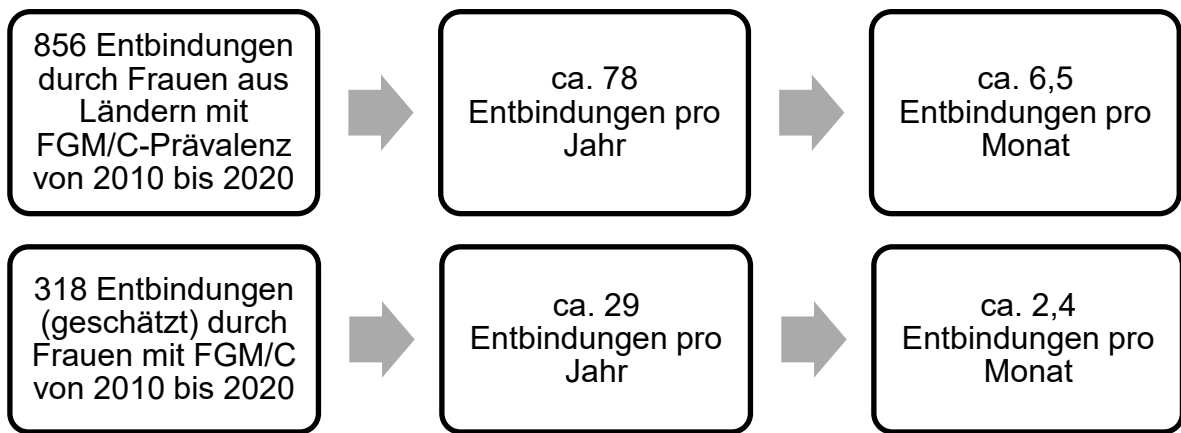 856 Entbindungen
durch Frauen aus
Ländern mit
FGM/C-Prävalenz
von 2010 bis 2020
ca. 78
Entbindungen pro
Jahr
ca. 6,5
Entbindungen pro
Monat
318 Entbindungen
(geschätzt) durch
Frauen mit FGM/C
von 2010 bis 2020
ca. 29
Entbindungen pro
Jahr
ca. 2,4
Entbindungen pro
Monat